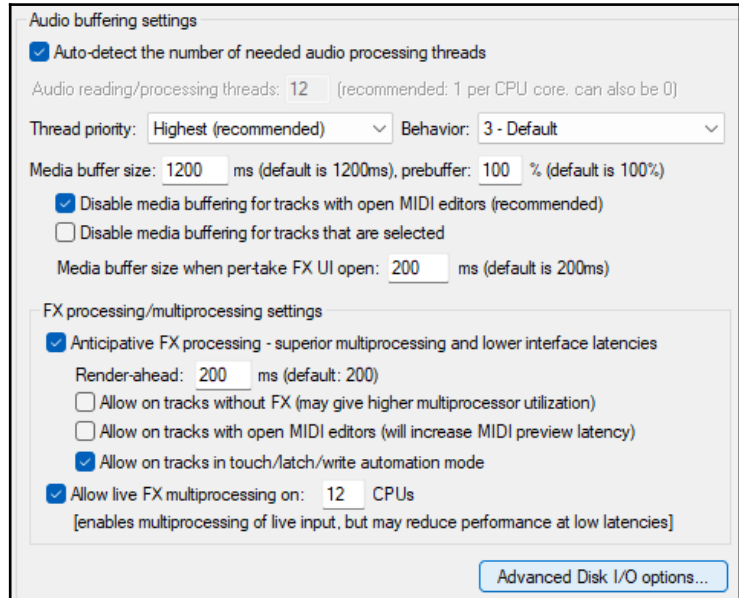 Audio buffering settings
Auto-detect the number of needed audio processing threads
Audio reading/processing threads: 12 (recommended: 1 per CPU core, can also be 0)
Thread priority: Highest (recommended) Behavior: 3 - Default
Media buffer size: 1200 ms (default is 1200ms), prebuffer: 100 % (default is 100%)
Disable media buffering for tracks with open MIDI editors (recommended)
Disable media buffering for tracks that are selected
Media buffer size when per-take FX UI open: 200 ms (default is 200ms)
FX processing/multiprocessing settings
Anticipative FX processing - superior multiprocessing and lower interface latencies
Render-ahead: 200 ms (default: 200)
Allow on tracks without FX (may give higher multiprocessor utilization)
Allow on tracks with open MIDI editors (will increase MIDI preview latency)
Allow on tracks in touch/latch/write automation mode
Allow live FX multiprocessing on: 12 CPUs
[enables multiprocessing of live input, but may reduce performance at low latencies]
Advanced Disk I/O options...